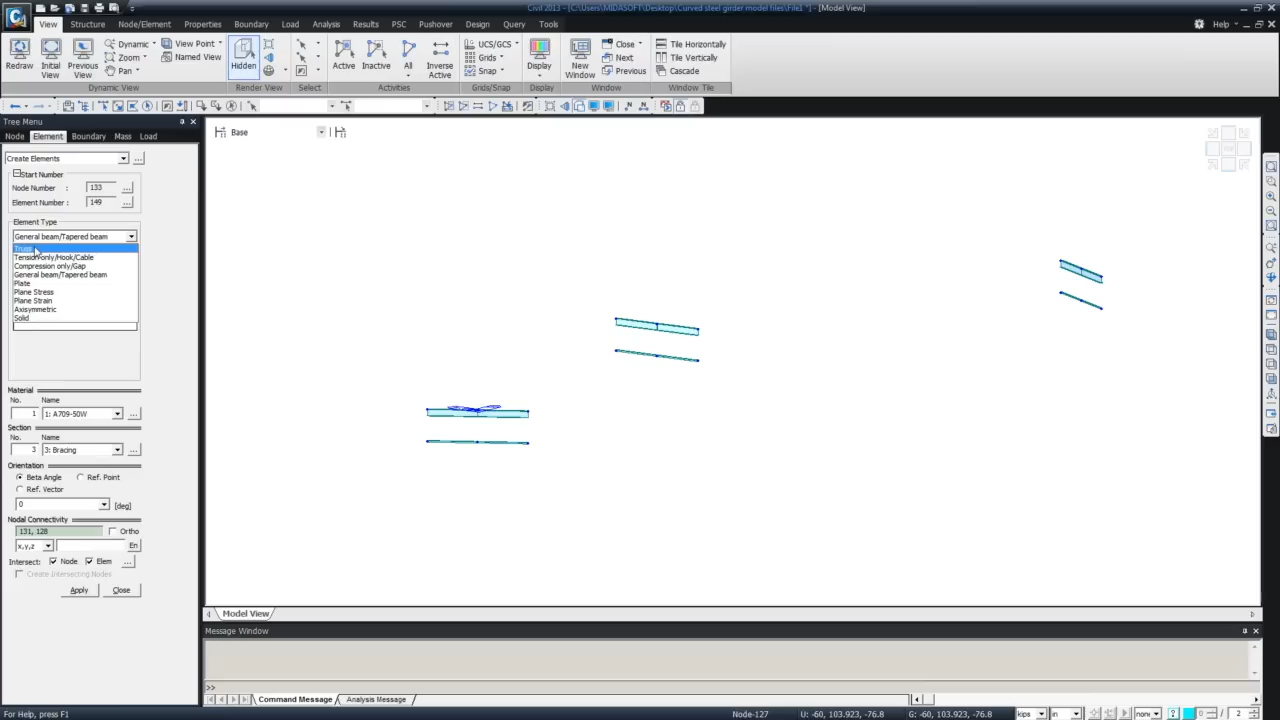 Civil 2013 - [C:\Users\MIDASOFT\Desktop\Curved steel girder model files\File1 *] - [Model View]
View Structure Node/Element Properties Boundary Load Analysis Results PSC Pushover Design Query Tools Help
Dynamic View Point UCS/GCS Close Tile Horizontally
Zoom Named View Grids Next Tile Vertically
Redraw Initial View Previous View Pan Hidden Active Inactive All Inverse Active Snap Display New Window Previous Cascade
Dynamic View Render View Select Activities Grids/Snap Display Window Window Tile
Tree Menu
Node Element Boundary Mass Load
Base
Create Elements
Start Number
Node Number : 133
Element Number : 149
Element Type
General beam/Tapered beam
Truss
Tension only/Hook/Cable
Compression only/Gap
General beam/Tapered beam
Plate
Plane Stress
Plane Strain
Axisymmetric
Solid
Material
No. Name
1 1: A709-50W
Section
No. Name
3 3: Bracing
Orientation
Beta Angle Ref. Point
Ref. Vector
0 [deg]
Nodal Connectivity
131, 128 Ortho
x,y,z En
Intersect: Node Elem
Create Intersecting Nodes
Apply Close
Model View
Message Window
>>
Command Message Analysis Message
For Help, press F1 Node-127 U: -60, 103.923, -76.8 G: -60, 103.923, -76.8 kips in non 0 / 2